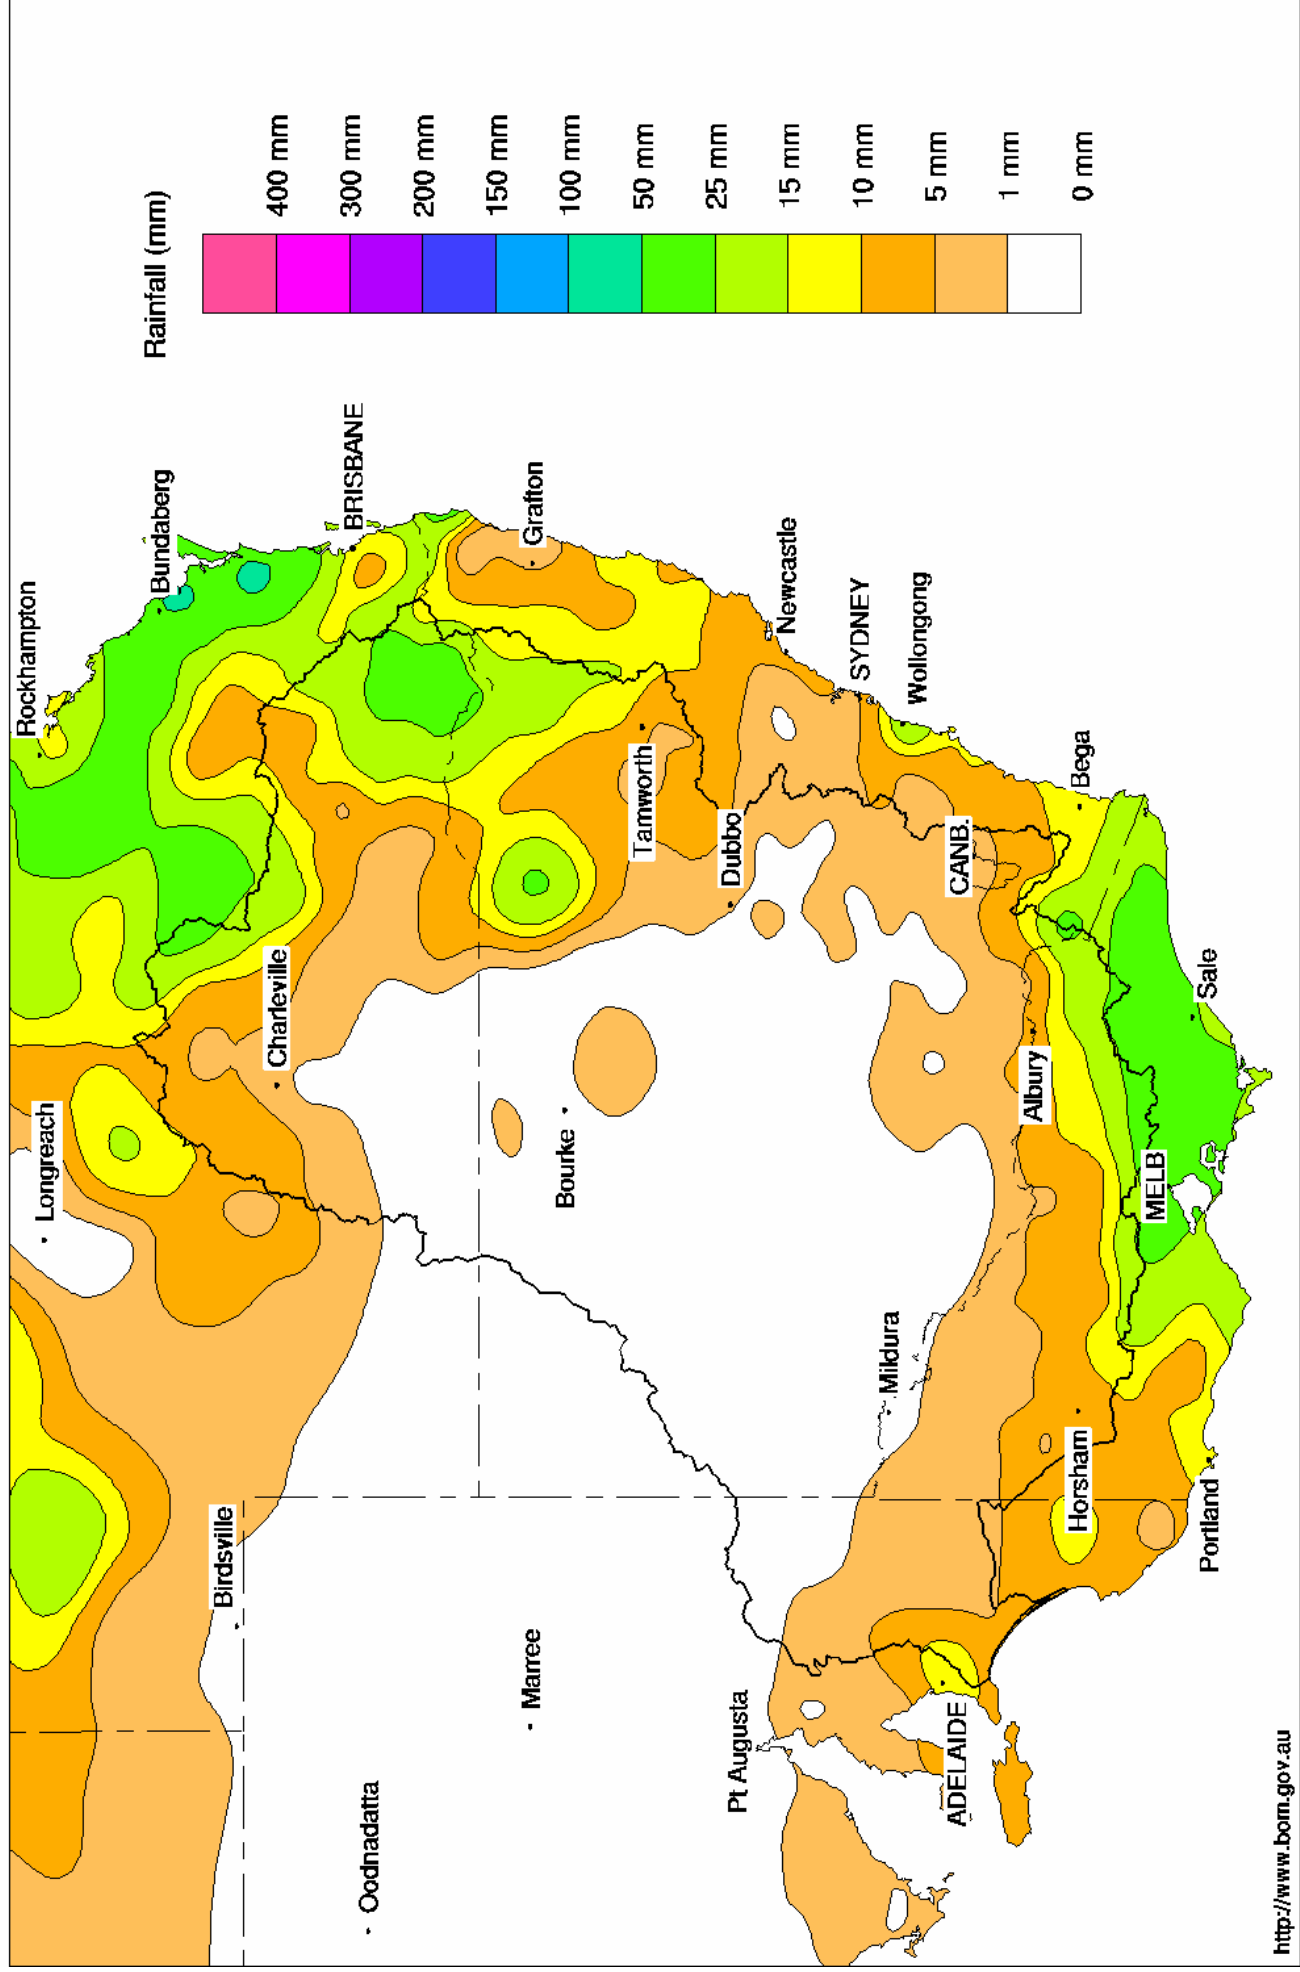 Rainfall (mm)
400 mm
300 mm
200 mm
150 mm
100 mm
50 mm
25 mm
15 mm
10 mm
5 mm
1 mm
0 mm
Rockhampton
Bundaberg
BRISBANE
Grafton
Newcastle
SYDNEY
Wollongong
Bega
Tamworth
Dubbo
CANB.
Longreach
Charleville
Bourke
Albury
Sale
MELB
Mildura
Birdsville
Horsham
Portland
Marree
Oodnadatta
Pt Augusta
ADELAIDE
http://www.bom.gov.au